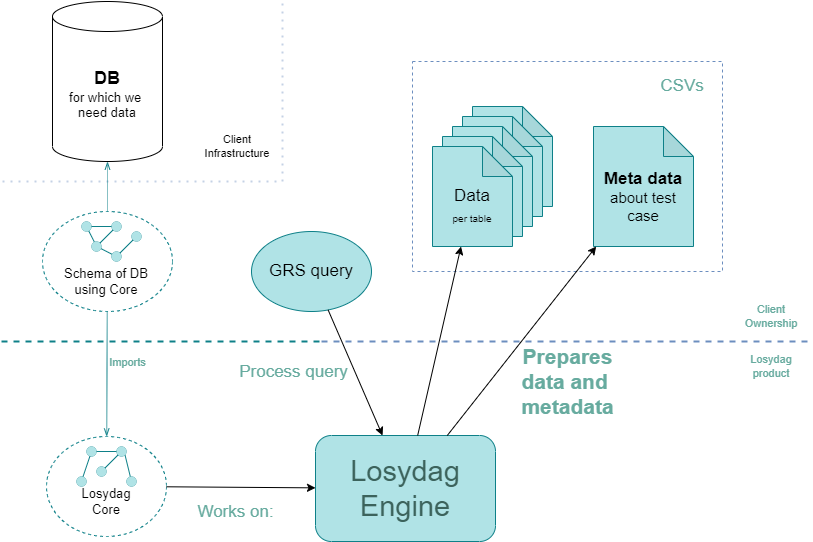 DB
for which we
need data
Client
Infrastructure
CSVs
Data
per table
Meta data
about test
case
Schema of DB
using Core
GRS query
Client
Ownership
Imports
Process query
Prepares
data and
metadata
Losydag
product
Losydag
Core
Works on:
Losydag
Engine